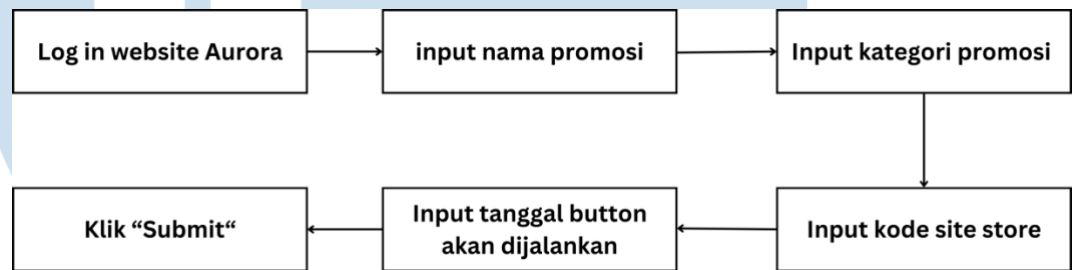 Log in website Aurora
input nama promosi
Input kategori promosi
Input kode site store
Input tanggal button
akan dijalankan
Klik “Submit“